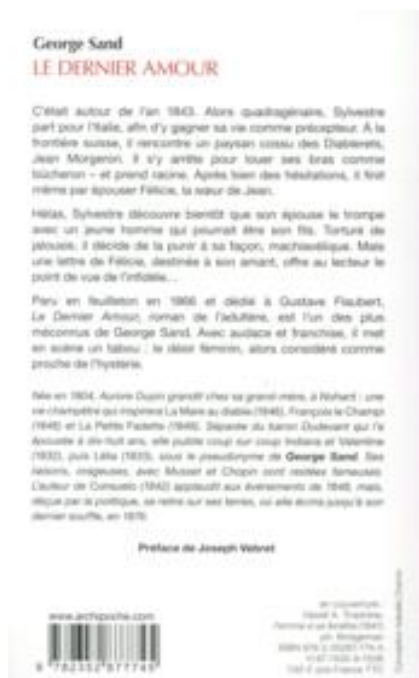 George Sand
LE DERNIER AMOUR
C'était autour de l'an 1843. Alors quadragénaire, Sylvestre
part pour l'Italie, afin d'y gagner sa vie comme précepteur. À la
frontière suisse, il rencontre un paysan cossu des Diablerets,
Jean Morgeron. Il s'y arrête pour louer ses bras comme
bûcheron – et prend racine. Après bien des hésitations, il finit
même par épouser Félicie, la sœur de Jean.
Hélas, Sylvestre découvre bientôt que son épouse le trompe
avec un jeune homme qui pourrait être son fils. Torturé de
jalousie, il décide de la punir à sa façon, machiavélique. Mais
une lettre de Félicie, destinée à son amant, offre au lecteur le
point de vue de l'infidèle...
Paru en feuilleton en 1866 et dédié à Gustave Flaubert,
Le Dernier Amour, roman de l'adultère, est l'un des plus
méconnus de George Sand. Avec audace et franchise, il met
en scène un tabou : le désir féminin, alors considéré comme
proche de l'hystérie.
Née en 1804, Aurore Dupin grandit chez sa grand-mère, à Nohant : une
vie champêtre qui inspirera La Mare au diable (1846), François le Champi
(1848) et La Petite Fadette (1849). Séparée du baron Dudevant qui l'a
épousée à dix-huit ans, elle publie coup sur coup Indiana et Valentine
(1832), puis Lélia (1833), sous le pseudonyme de George Sand. Ses
liaisons, orageuses, avec Musset et Chopin sont restées fameuses.
L'auteur de Consuelo (1842) applaudit aux événements de 1848, mais,
déçue par la politique, se retire sur ses terres, où elle écrira jusqu'à son
dernier souffle, en 1876.
Préface de Joseph Vebret
www.archipoche.com
en couverture :